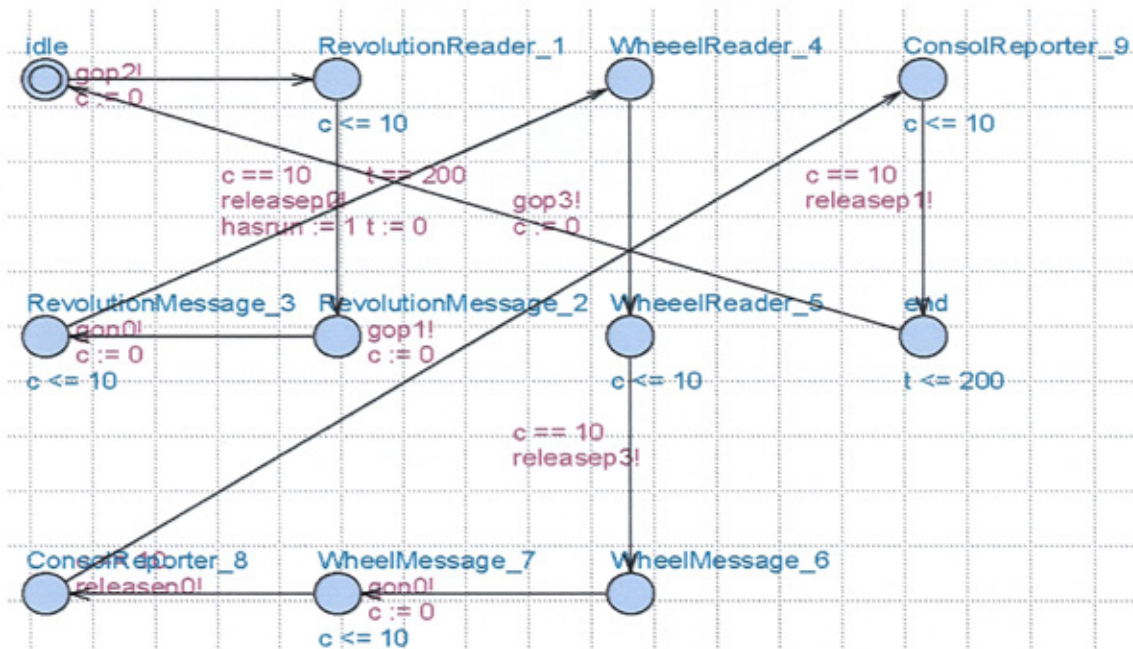 idle
RevolutionReader_1
WheeelReader_4
ConsolReporter_9
gop2!
c := 0
c <= 10
c <= 10
c == 10
t == 200
releasep0!
hasrun := 1
t := 0
gop3!
c := 0
c == 10
releasep1!
RevolutionMessage_3
RevolutionMessage_2
WheeelReader_5
end
gop0!
c := 0
gop1!
c := 0
c <= 10
c <= 10
t <= 200
c == 10
releasep3!
ConsolReporter_8
WheelMessage_7
WheelMessage_6
10
releasep0!
gop0!
c := 0
c <= 10